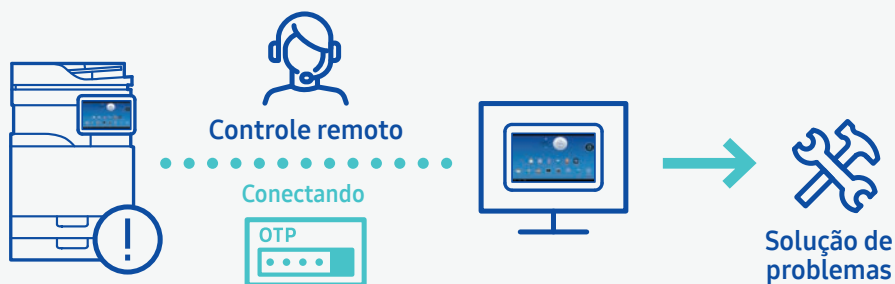 Controle remoto
Conectando
OTP
Solução de
problemas